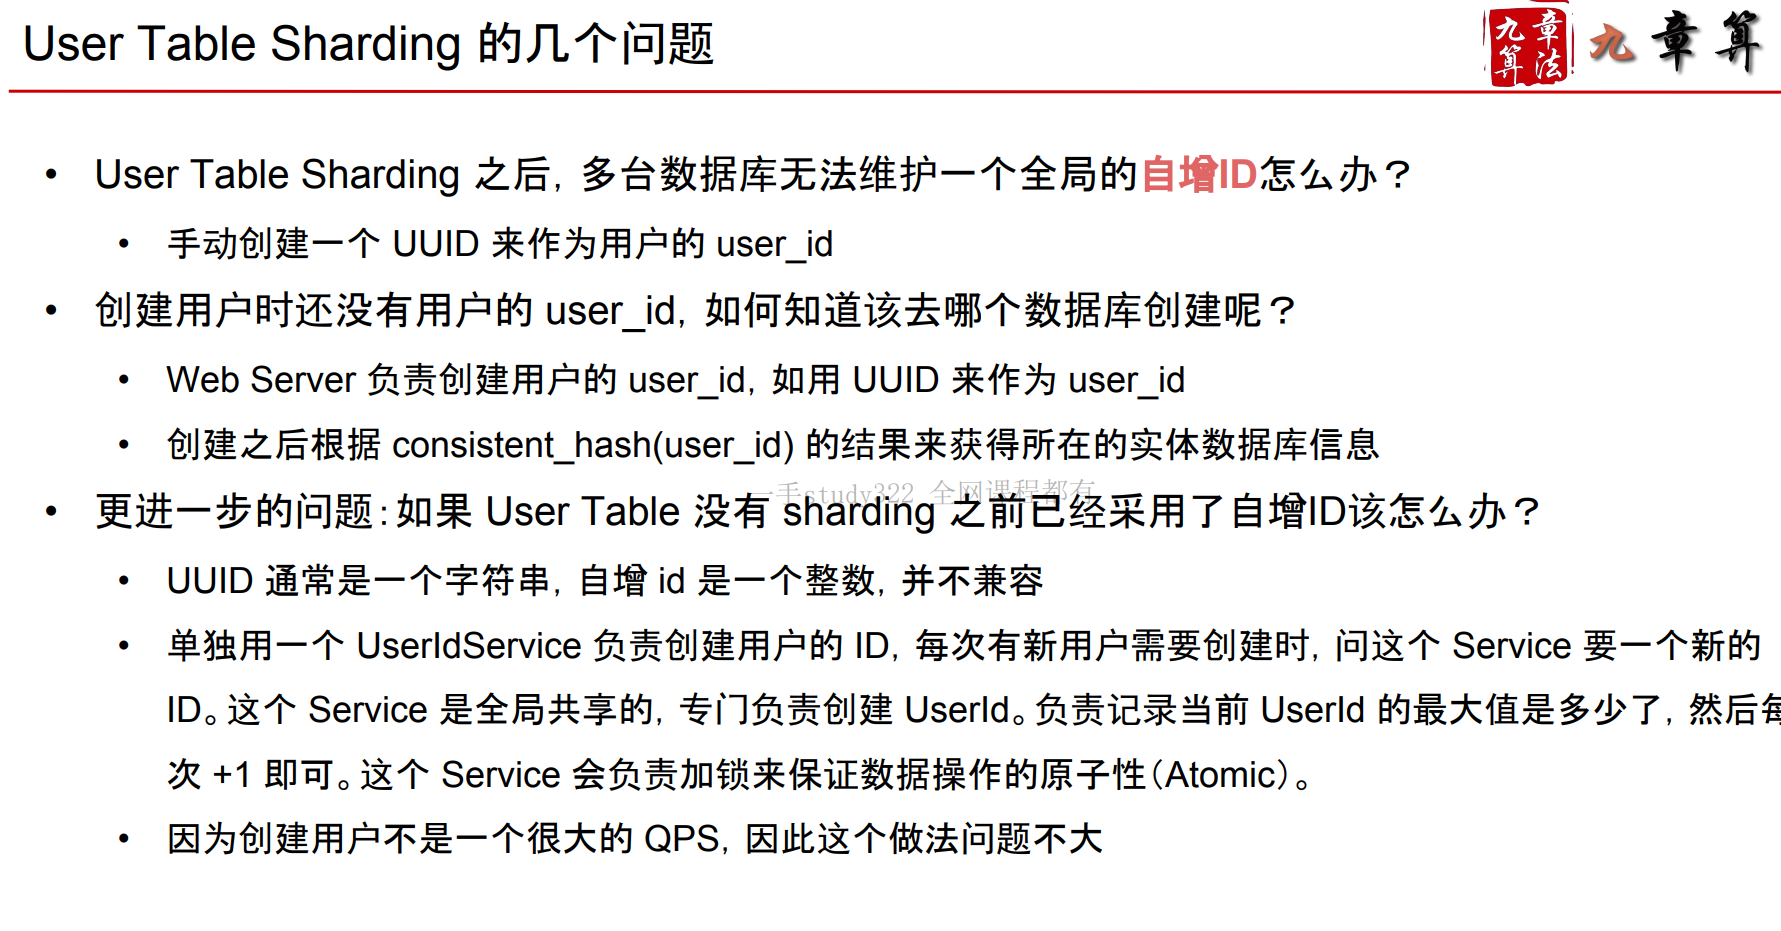 User Table Sharding 的几个问题
九章算法
九章算
• User Table Sharding 之后，多台数据库无法维护一个全局的自增ID怎么办？
• 手动创建一个 UUID 来作为用户的 user_id
• 创建用户时还没有用户的 user_id，如何知道该去哪个数据库创建呢？
• Web Server 负责创建用户的 user_id，如用 UUID 来作为 user_id
• 创建之后根据 consistent_hash(user_id) 的结果来获得所在的实体数据库信息
一手study322 全网课程都有
• 更进一步的问题：如果 User Table 没有 sharding 之前已经采用了自增ID该怎么办？
• UUID 通常是一个字符串，自增 id 是一个整数，并不兼容
• 单独用一个 UserIdService 负责创建用户的 ID，每次有新用户需要创建时，问这个 Service 要一个新的
ID。这个 Service 是全局共享的，专门负责创建 UserId。负责记录当前 UserId 的最大值是多少了，然后每
次 +1 即可。这个 Service 会负责加锁来保证数据操作的原子性（Atomic）。
• 因为创建用户不是一个很大的 QPS，因此这个做法问题不大